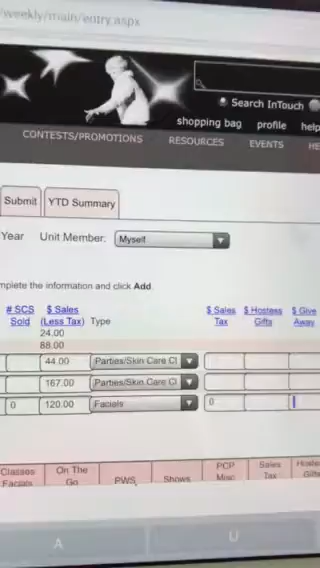 /weekly/main/entry.aspx
Search InTouch
shopping bag profile help
CONTESTS/PROMOTIONS RESOURCES EVENTS HE
Submit YTD Summary
Year Unit Member: Myself
mplete the information and click Add
# SCS Sold $ Sales (Less Tax) Type $ Sales Tax $ Hostess Gifts $ Give Away
24.00
88.00
44.00 Parties/Skin Care Cl
167.00 Parties/Skin Care Cl
0 120.00 Facials 0
Classes Facials On The Go PWS Shows PCP Misc Sales Tax Hoste Gifts
A U